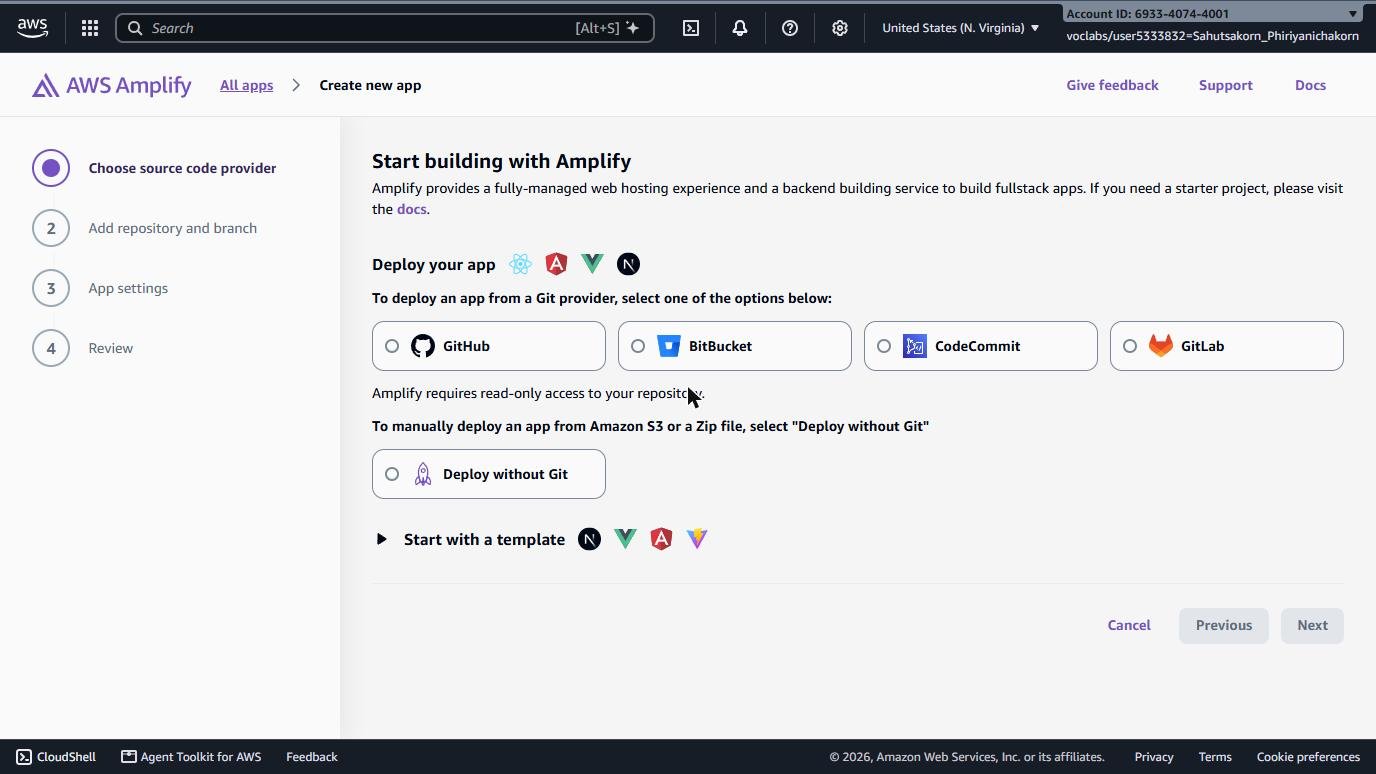 aws
Search
[Alt+S]
United States (N. Virginia)
Account ID: 6933-4074-4001
voclabs/user5333832=Sahutsakorn_Phiriyanichakorn
AWS Amplify
All apps
Create new app
Give feedback
Support
Docs
Choose source code provider
2
Add repository and branch
3
App settings
4
Review
Start building with Amplify
Amplify provides a fully-managed web hosting experience and a backend building service to build fullstack apps. If you need a starter project, please visit
the docs.
Deploy your app
To deploy an app from a Git provider, select one of the options below:
GitHub
BitBucket
CodeCommit
GitLab
Amplify requires read-only access to your repository.
To manually deploy an app from Amazon S3 or a Zip file, select "Deploy without Git"
Deploy without Git
Start with a template
Cancel
Previous
Next
CloudShell
Agent Toolkit for AWS
Feedback
© 2026, Amazon Web Services, Inc. or its affiliates.
Privacy
Terms
Cookie preferences